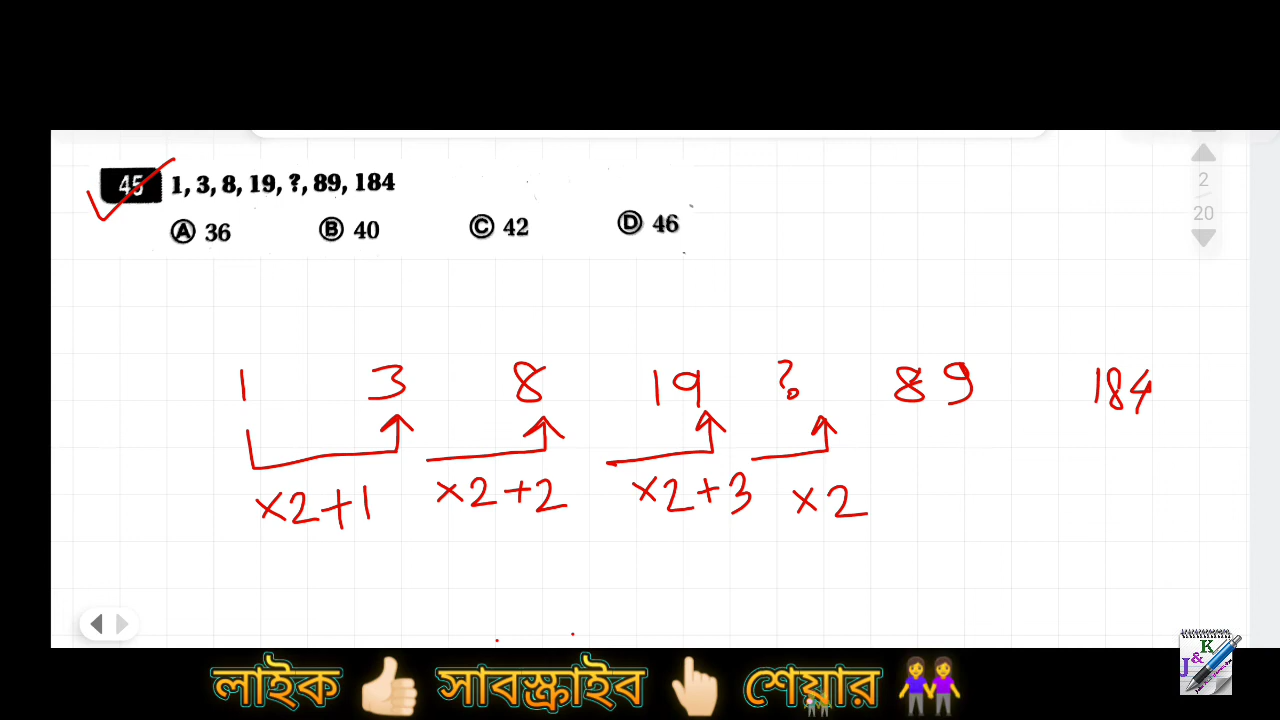 45 1, 3, 8, 19, ?, 89, 184
Ⓐ 36 Ⓑ 40 Ⓒ 42 Ⓓ 46
2
20
1 3 8 19 ? 89 184
×2+1 ×2+2 ×2+3 ×2
J&K
লাইক 👍 সাবস্ক্রাইব 👆 শেয়ার 👭